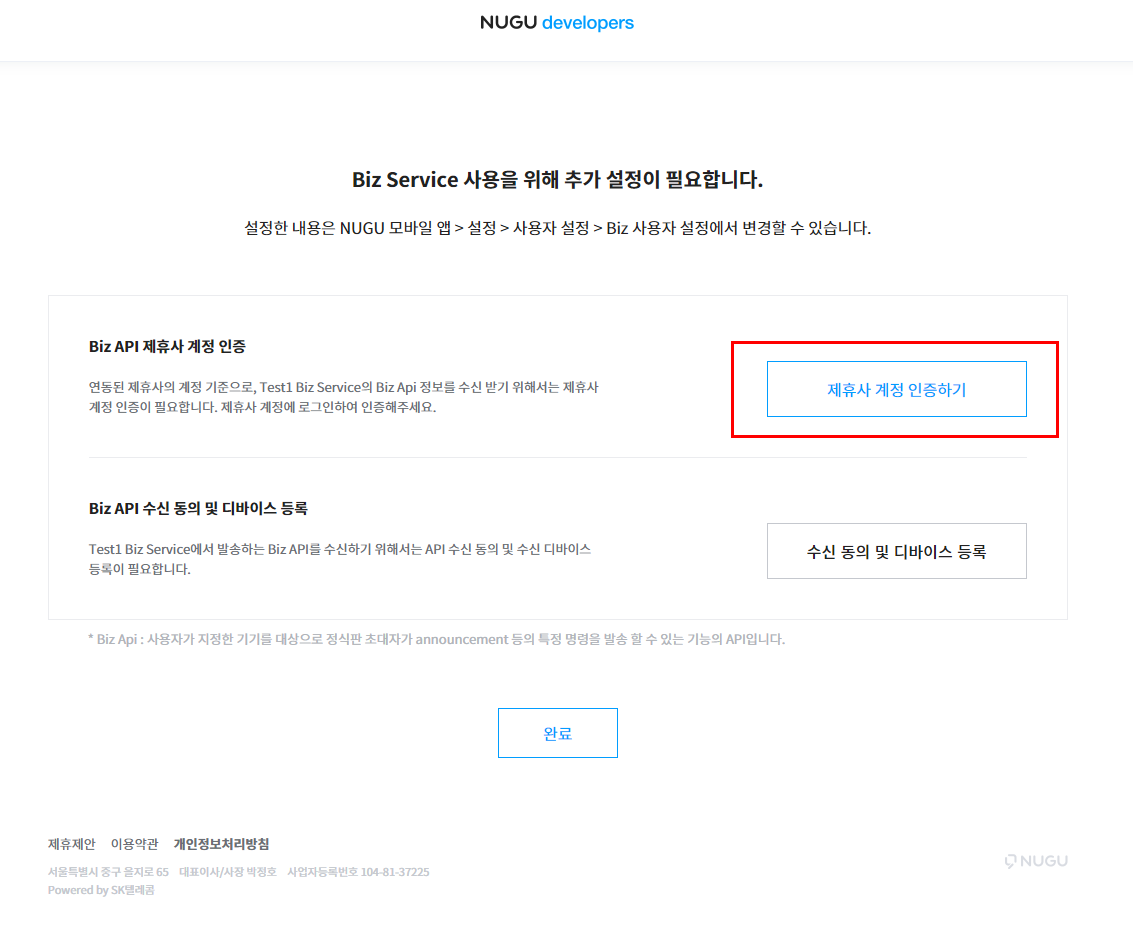 NUGU developers
Biz Service 사용을 위해 추가 설정이 필요합니다.
설정한 내용은 NUGU 모바일 앱 > 설정 > 사용자 설정 > Biz 사용자 설정에서 변경할 수 있습니다.
Biz API 제휴사 계정 인증
연동된 제휴사의 계정 기준으로, Test1 Biz Service의 Biz Api 정보를 수신 받기 위해서는 제휴사
계정 인증이 필요합니다. 제휴사 계정에 로그인하여 인증해주세요.
제휴사 계정 인증하기
Biz API 수신 동의 및 디바이스 등록
Test1 Biz Service에서 발송하는 Biz API를 수신하기 위해서는 API 수신 동의 및 수신 디바이스
등록이 필요합니다.
수신 동의 및 디바이스 등록
* Biz Api : 사용자가 지정한 기기를 대상으로 정식판 초대자가 announcement 등의 특정 명령을 발송 할 수 있는 기능의 API입니다.
완료
제휴제안 이용약관 개인정보처리방침
서울특별시 중구 을지로 65 대표이사/사장 박정호 사업자등록번호 104-81-37225
Powered by SK텔레콤
NUGU